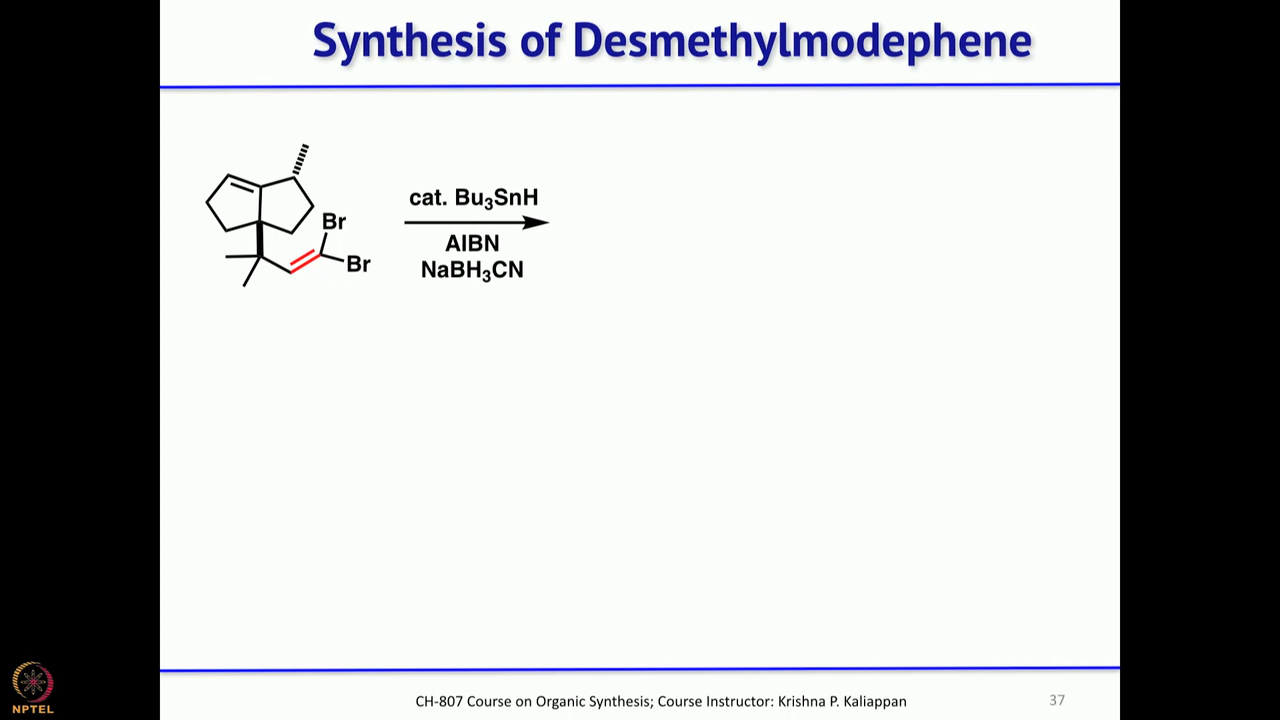 Synthesis of Desmethylmodephene
Br
Br
cat. Bu₃SnH
AIBN
NaBH₃CN
NPTEL
CH-807 Course on Organic Synthesis; Course Instructor: Krishna P. Kaliappan
37